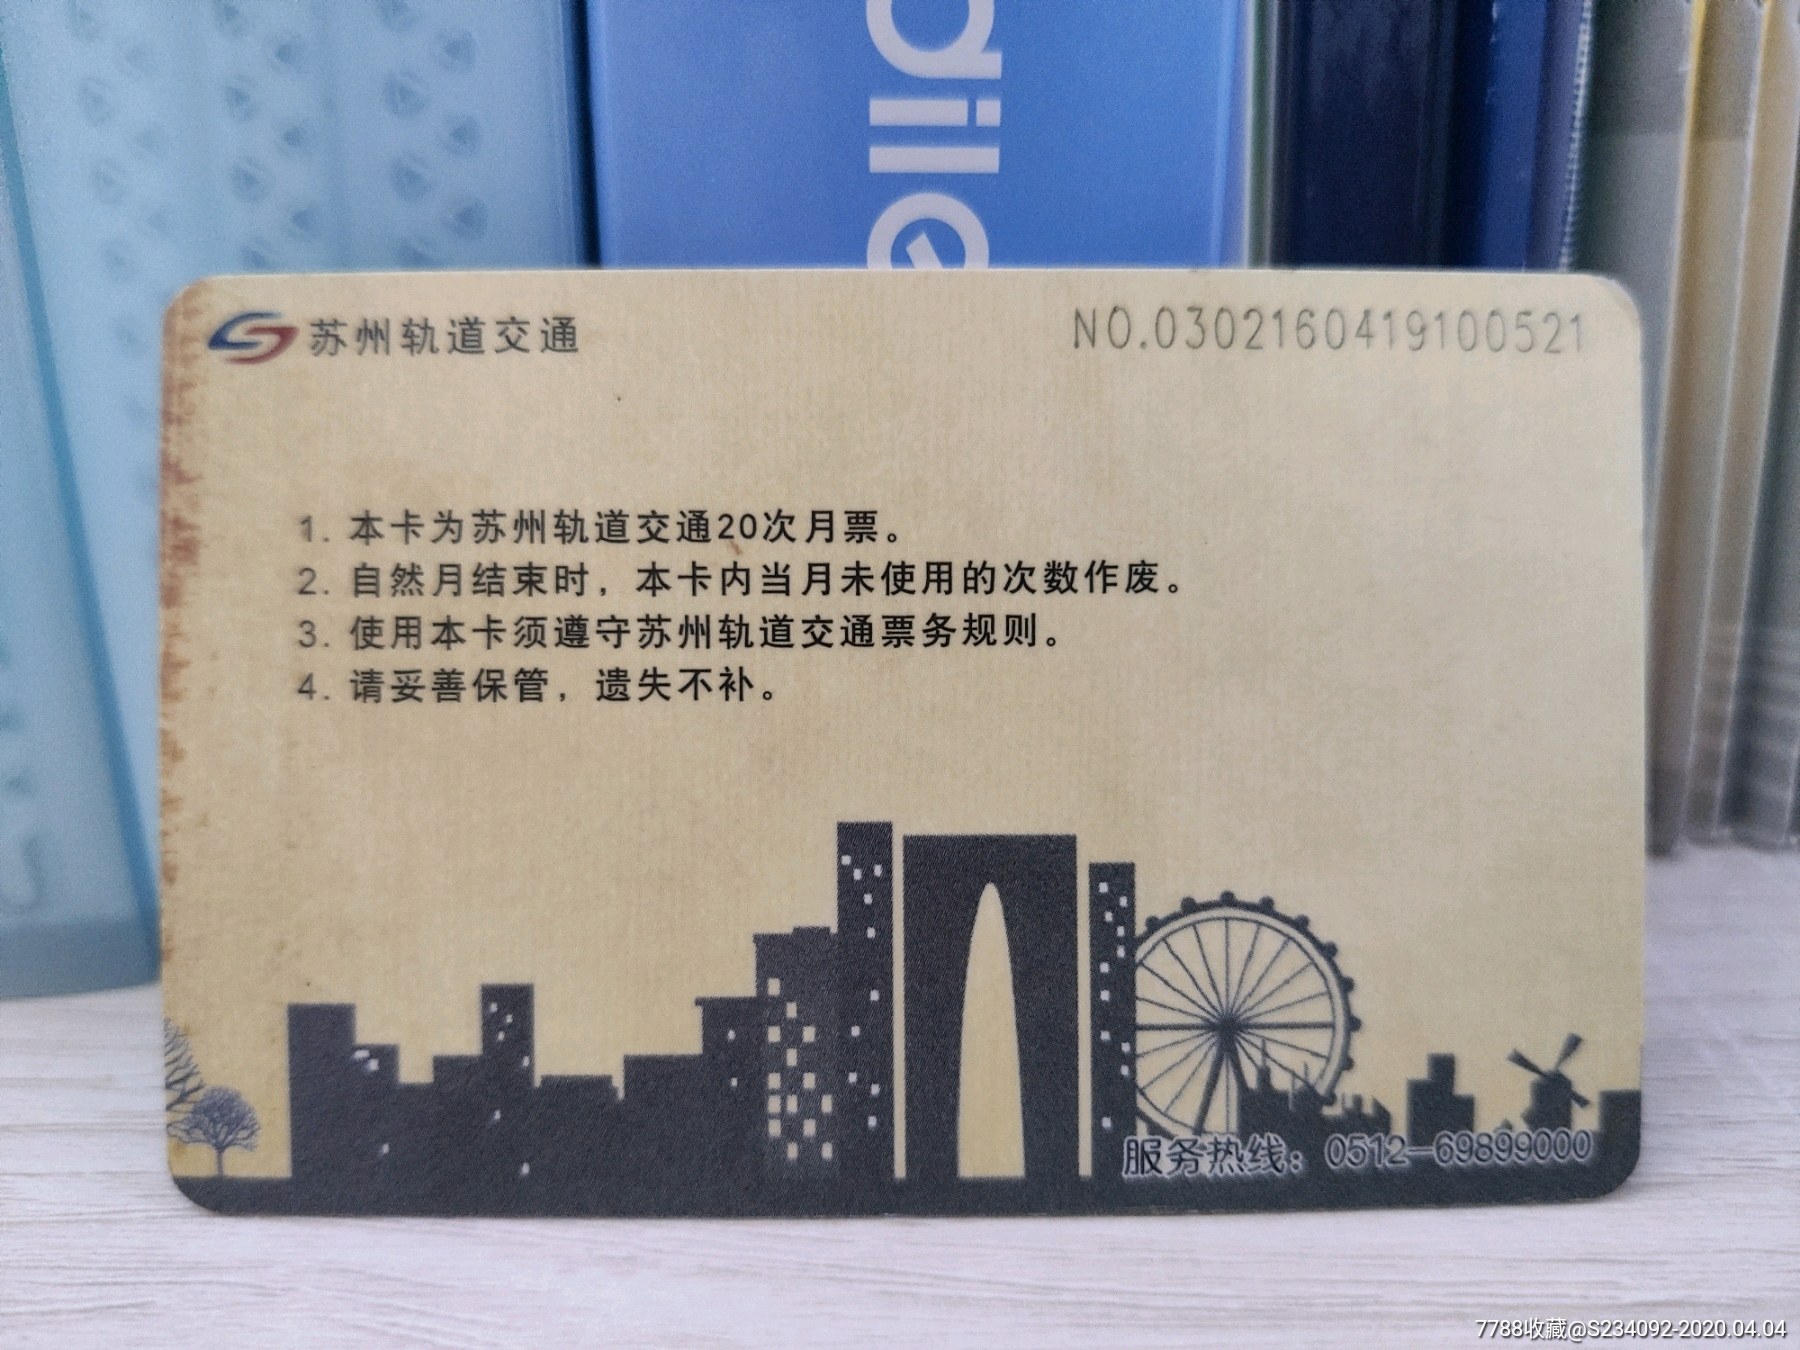 dile
苏州轨道交通
NO.0302160419100521
1. 本卡为苏州轨道交通20次月票。
2. 自然月结束时，本卡内当月未使用的次数作废。
3. 使用本卡须遵守苏州轨道交通票务规则。
4. 请妥善保管，遗失不补。
服务热线：0512-69899000
7788收藏@S234092-2020.04.04